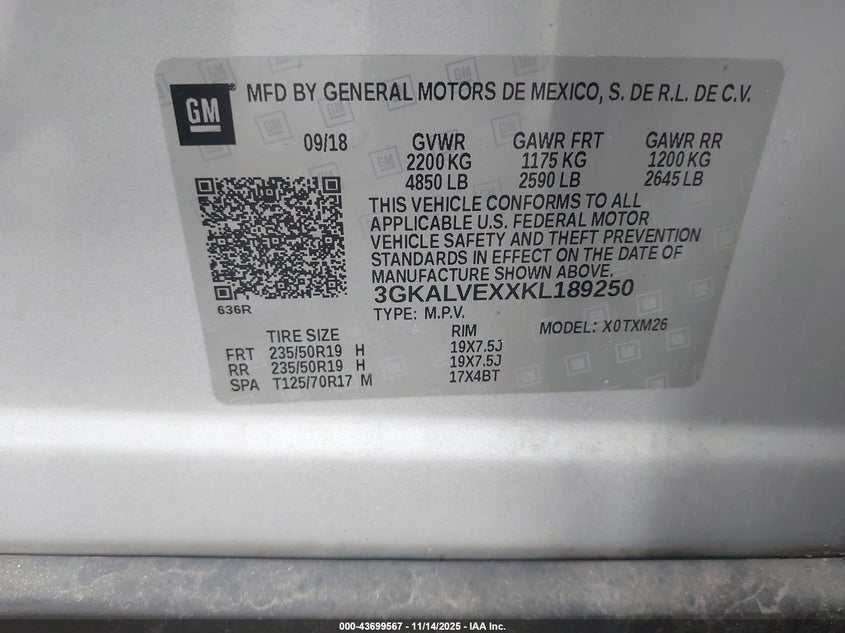 GM
MFD BY GENERAL MOTORS DE MEXICO, S. DE R.L. DE C.V.
09/18 GVWR GAWR FRT GAWR RR
2200 KG 1175 KG 1200 KG
4850 LB 2590 LB 2645 LB
THIS VEHICLE CONFORMS TO ALL
APPLICABLE U.S. FEDERAL MOTOR
VEHICLE SAFETY AND THEFT PREVENTION
STANDARDS IN EFFECT ON THE DATE OF
MANUFACTURE SHOWN ABOVE.
3GKALVEXXKL189250
636R
TYPE: M.P.V. MODEL: X0TXM26
TIRE SIZE RIM
FRT 235/50R19 H 19X7.5J
RR 235/50R19 H 19X7.5J
SPA T125/70R17 M 17X4BT
000-43699567 — 11/14/2025 — IAA Inc.